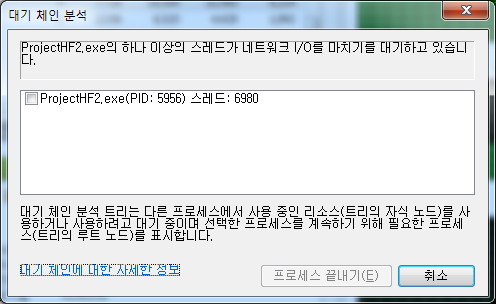 대기 체인 분석
ProjectHF2.exe의 하나 이상의 스레드가 네트워크 I/O를 마치기를 대기하고 있습니
다.
ProjectHF2.exe(PID: 5956) 스레드: 6980
대기 체인 분석 트리는 다른 프로세스에서 사용 중인 리소스(트리의 자식 노드)를 사
용하거나 사용하려고 대기 중이며 선택한 프로세스를 계속하기 위해 필요한 프로세
스(트리의 루트 노드)를 표시합니다.
대기 체인에 대한 자세한 정보
프로세스 끝내기(E)
취소